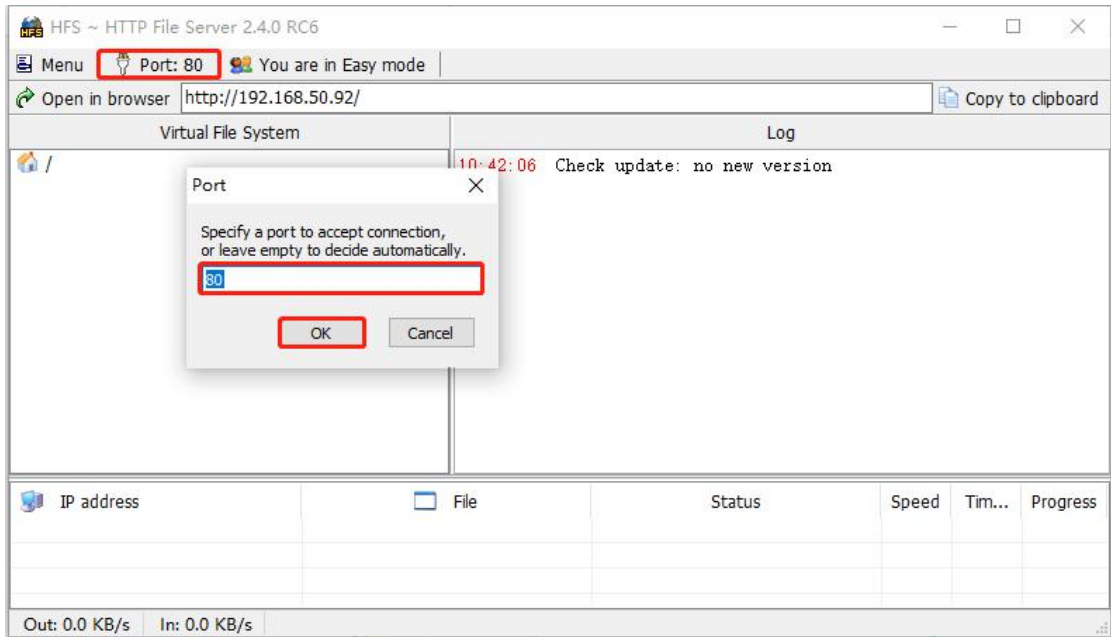 HFS ~ HTTP File Server 2.4.0 RC6
Menu Port: 80 You are in Easy mode
Open in browser http://192.168.50.92/ Copy to clipboard
Virtual File System Log
/ 10:42:06 Check update: no new version
Port
Specify a port to accept connection,
or leave empty to decide automatically.
80
OK Cancel
IP address File Status Speed Tim... Progress
Out: 0.0 KB/s In: 0.0 KB/s